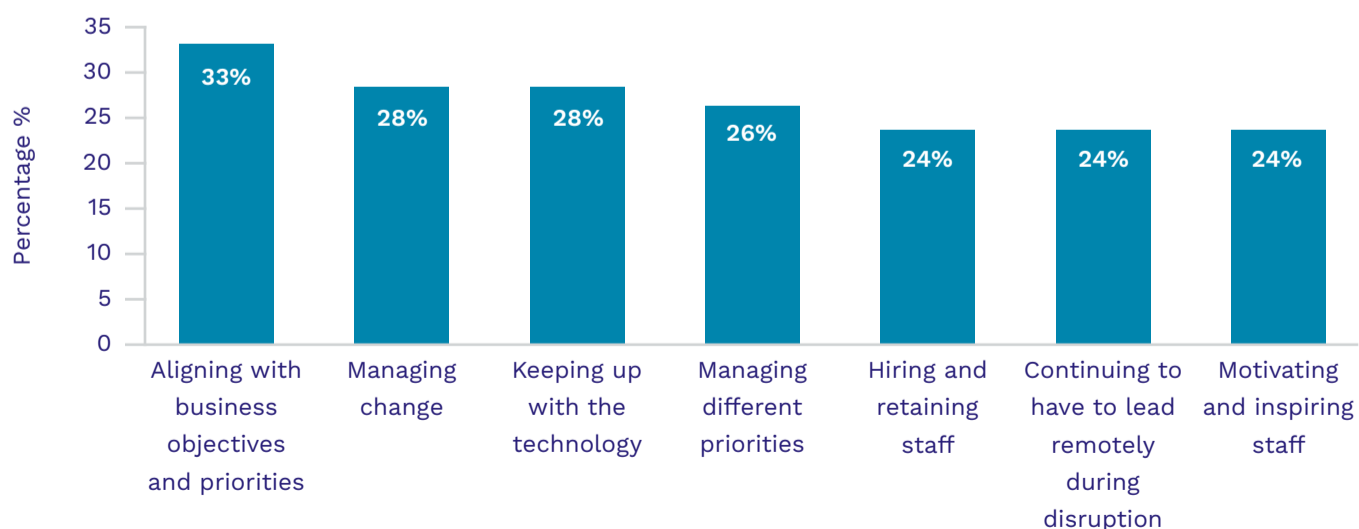 Percentage %
35
30
25
20
15
10
5
0
33%
28%
28%
26%
24%
24%
24%
Aligning with
business
objectives
and priorities
Managing
change
Keeping up
with the
technology
Managing
different
priorities
Hiring and
retaining
staff
Continuing to
have to lead
remotely
during
disruption
Motivating
and inspiring
staff